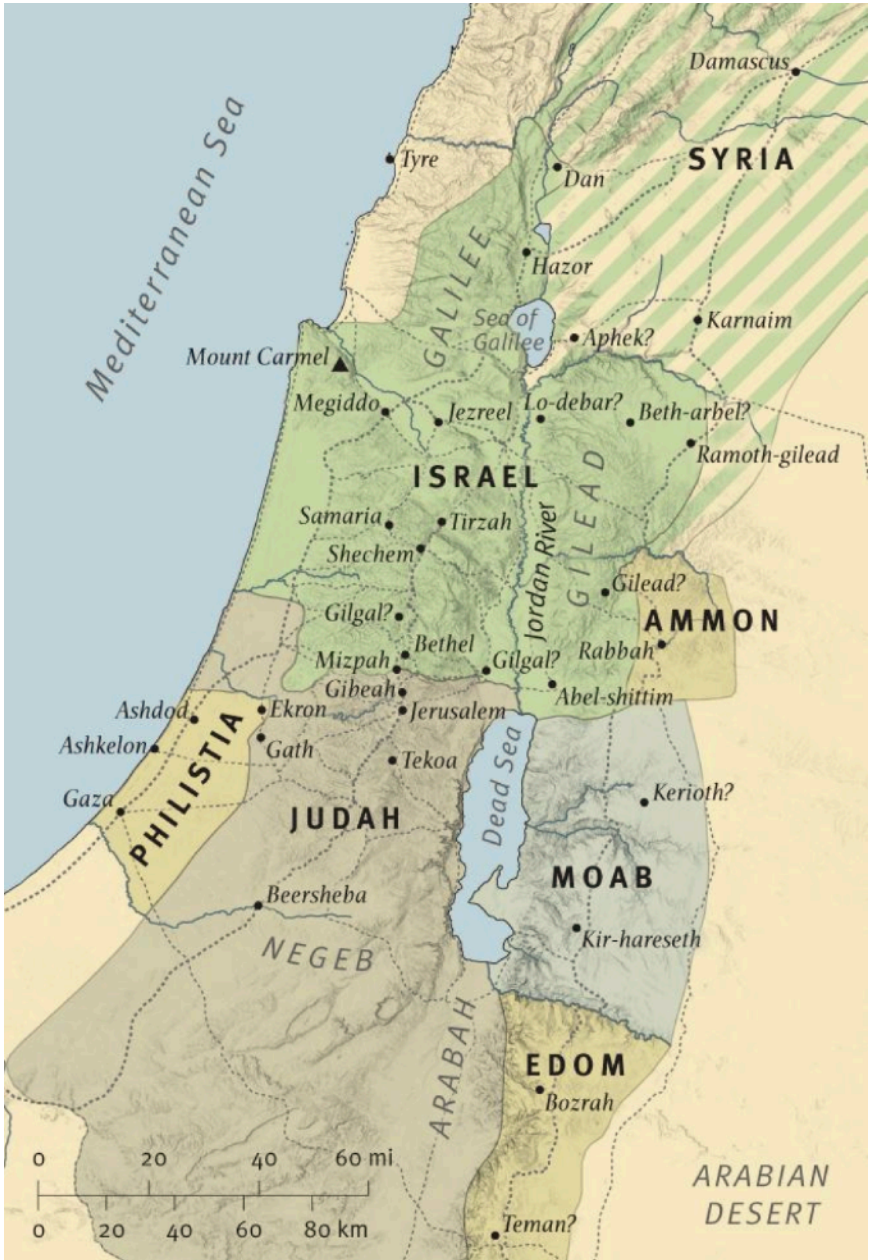 Damascus
Mediterranean Sea
Tyre
SYRIA
Dan
GALILEE
Hazor
Sea of
Galilee
Karnaim
Aphek?
Mount Carmel
Megiddo
Jezreel
Lo-debar?
Beth-arbel?
Ramoth-gilead
ISRAEL
GILEAD
Samaria
Tirzah
Jordan River
Shechem
Gilead?
Gilgal?
AMMON
Bethel
Rabbah
Mizpah
Gilgal?
Gibeah
Abel-shittim
Ashdod
Ekron
Jerusalem
Ashkelon
Gath
Tekoa
Dead Sea
PHILISTIA
Gaza
JUDAH
Kerioth?
MOAB
Beersheba
Kir-hareseth
NEGEB
ARABAH
EDOM
Bozrah
0 20 40 60 mi
0 20 40 60 80 km
ARABIAN
DESERT
Teman?